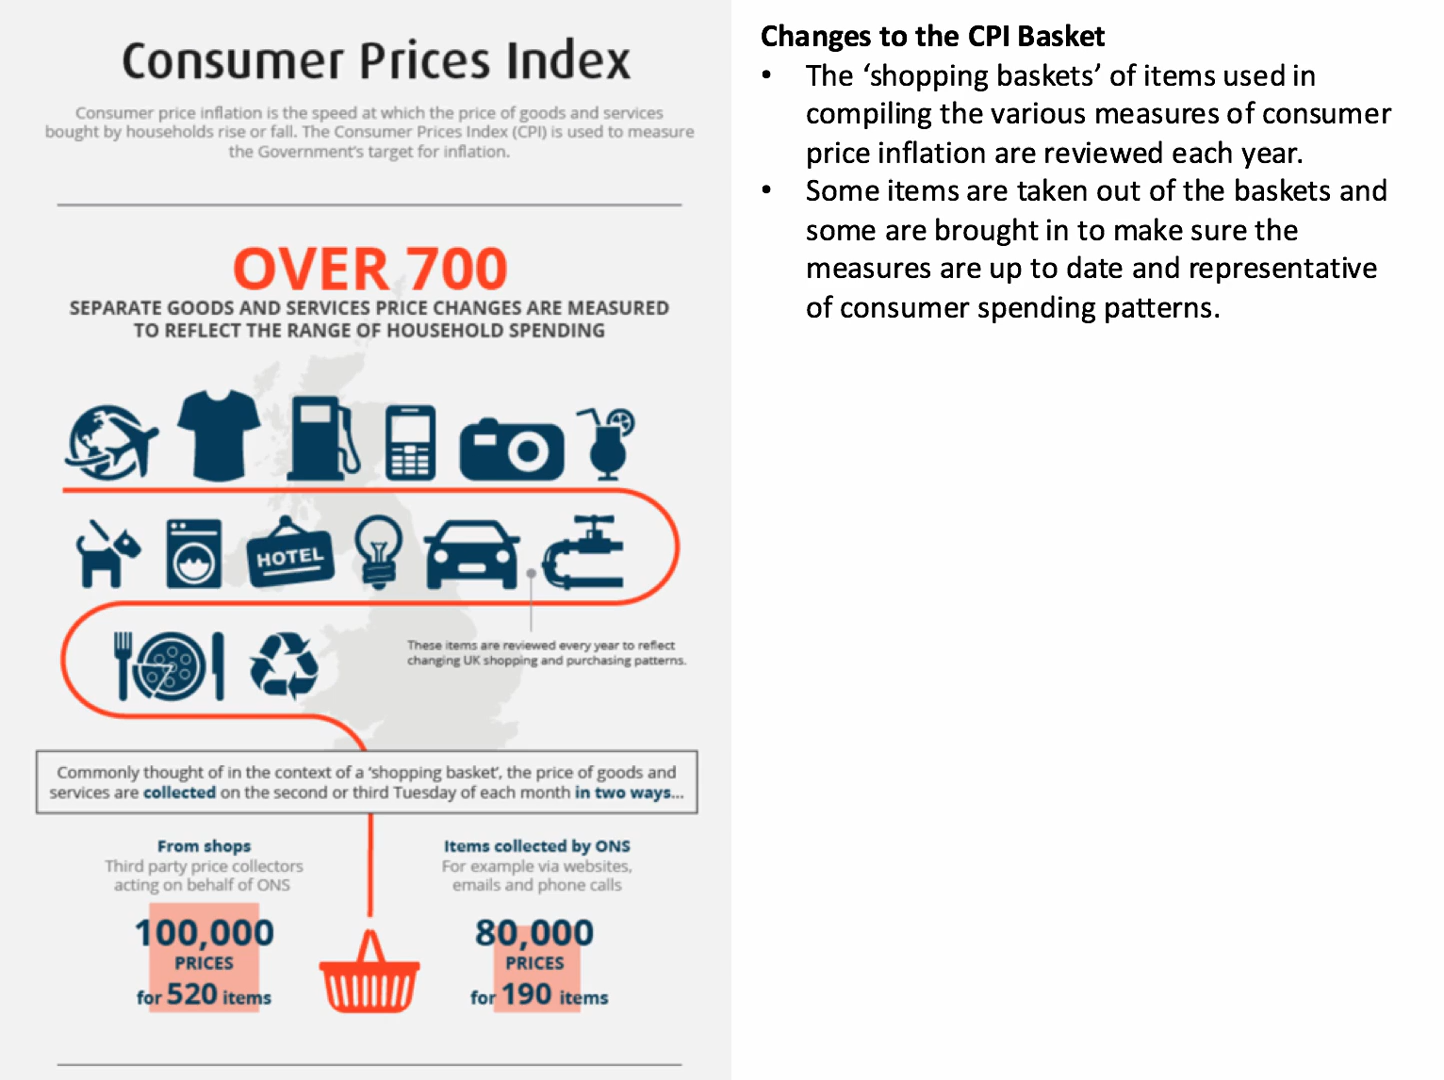 Consumer Prices Index
Consumer price inflation is the speed at which the price of goods and services
bought by households rise or fall. The Consumer Prices Index (CPI) is used to measure
the Government's target for inflation.
OVER 700
SEPARATE GOODS AND SERVICES PRICE CHANGES ARE MEASURED
TO REFLECT THE RANGE OF HOUSEHOLD SPENDING
HOTEL
These items are reviewed every year to reflect
changing UK shopping and purchasing patterns.
Commonly thought of in the context of a 'shopping basket', the price of goods and
services are collected on the second or third Tuesday of each month in two ways...
From shops
Third party price collectors
acting on behalf of ONS
100,000
PRICES
for 520 items
Items collected by ONS
For example via websites,
emails and phone calls
80,000
PRICES
for 190 items
Changes to the CPI Basket
• The ‘shopping baskets’ of items used in
compiling the various measures of consumer
price inflation are reviewed each year.
• Some items are taken out of the baskets and
some are brought in to make sure the
measures are up to date and representative
of consumer spending patterns.